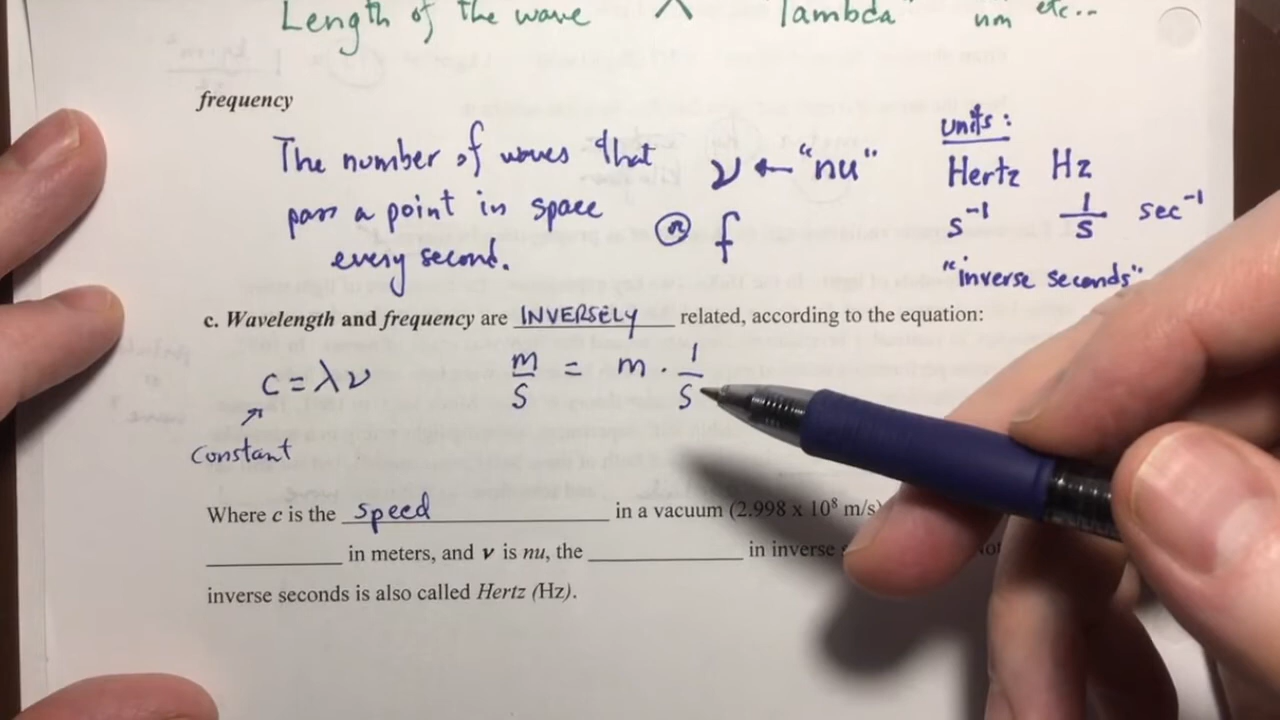 Length of the wave λ "lambda" nm etc...
frequency
The number of waves that
pass a point in space
every second.
ν ← "nu"
or f
Units:
Hertz Hz
s⁻¹ 1/s sec⁻¹
"inverse seconds"
c. Wavelength and frequency are INVERSELY related, according to the equation:
c = λν
m/s = m · 1/s
constant
Where c is the speed in a vacuum (2.998 x 10⁸ m/s)
in meters, and ν is nu, the in inverse
inverse seconds is also called Hertz (Hz).